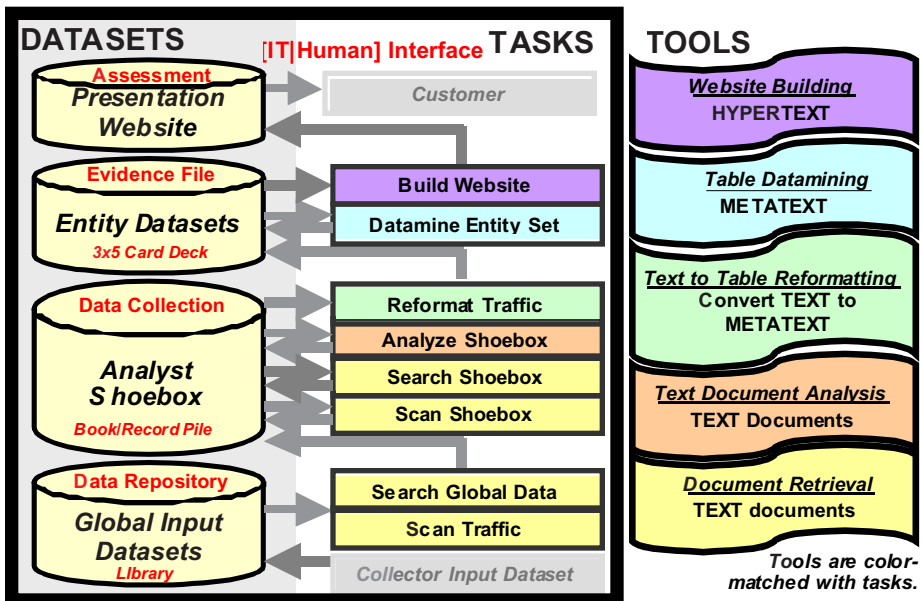 DATASETS
[IT|Human] Interface
TASKS
TOOLS
Assessment
Presentation
Website
Customer
Evidence File
Entity Datasets
3x5 Card Deck
Build Website
Datamine Entity Set
Data Collection
Analyst
Shoebox
Book/Record Pile
Reformat Traffic
Analyze Shoebox
Search Shoebox
Scan Shoebox
Data Repository
Global Input
Datasets
LIbrary
Search Global Data
Scan Traffic
Collector Input Dataset
Website Building
HYPERTEXT
Table Datamining
METATEXT
Text to Table Reformatting
Convert TEXT to
METATEXT
Text Document Analysis
TEXT Documents
Document Retrieval
TEXT documents
Tools are color-
matched with tasks.